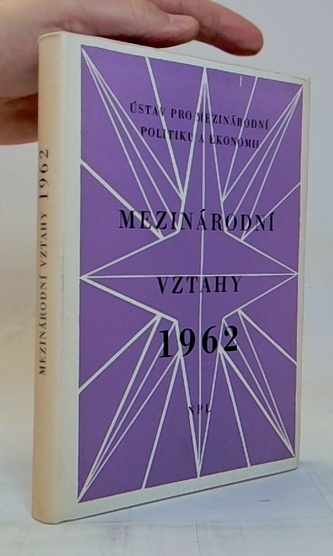 ÚSTAV PRO MEZINÁRODNÍ
POLITIKU A EKONOMII
MEZINÁRODNÍ
VZTAHY
1962
NPL
MEZINÁRODNÍ VZTAHY 1962